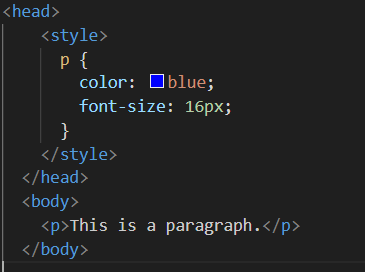 <head>
<style>
p {
color: blue;
font-size: 16px;
}
</style>
</head>
<body>
<p>This is a paragraph.</p>
</body>